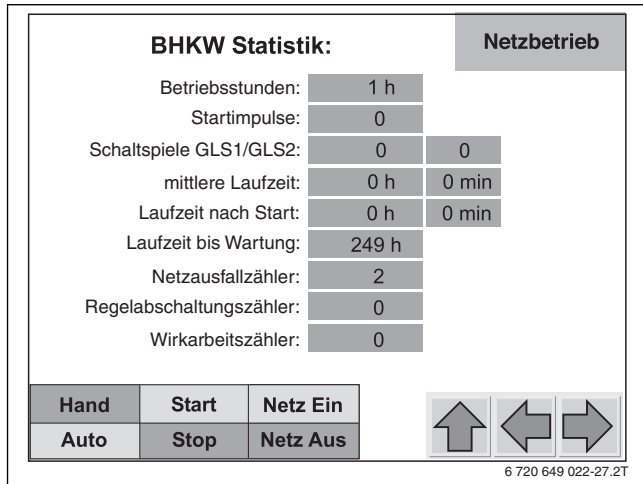 BHKW Statistik:
Netzbetrieb
Betriebsstunden: 1 h
Startimpulse: 0
Schaltspiele GLS1/GLS2: 0 0
mittlere Laufzeit: 0 h 0 min
Laufzeit nach Start: 0 h 0 min
Laufzeit bis Wartung: 249 h
Netzausfallzähler: 2
Regelabschaltungszähler: 0
Wirkarbeitszähler: 0
Hand Start Netz Ein
Auto Stop Netz Aus
6 720 649 022-27.2T